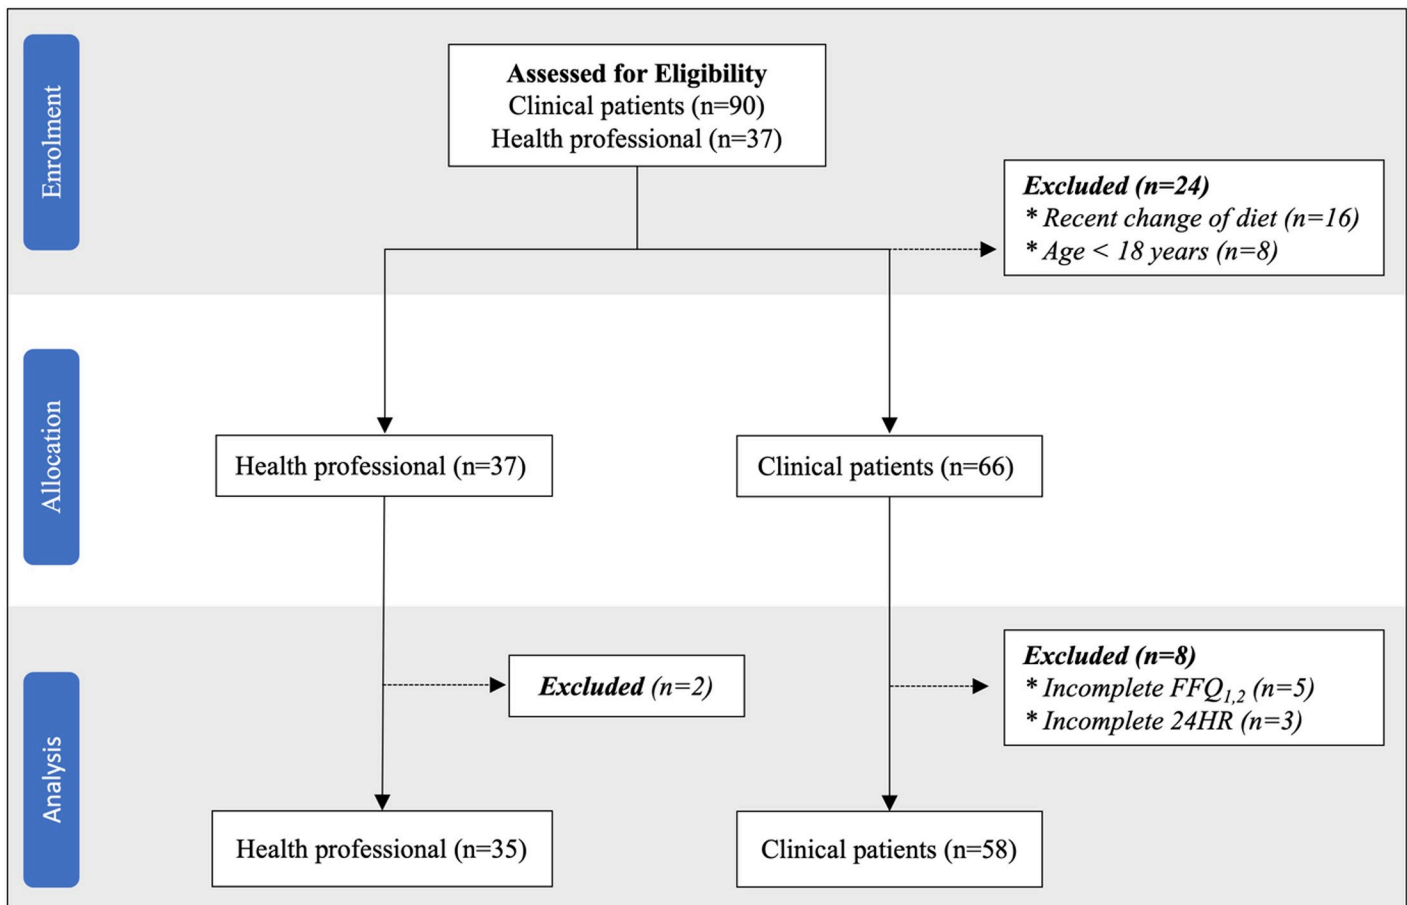 Enrolment
Assessed for Eligibility
Clinical patients (n=90)
Health professional (n=37)
Excluded (n=24)
* Recent change of diet (n=16)
* Age < 18 years (n=8)
Allocation
Health professional (n=37)
Clinical patients (n=66)
Analysis
Excluded (n=2)
Excluded (n=8)
* Incomplete FFQ1,2 (n=5)
* Incomplete 24HR (n=3)
Health professional (n=35)
Clinical patients (n=58)